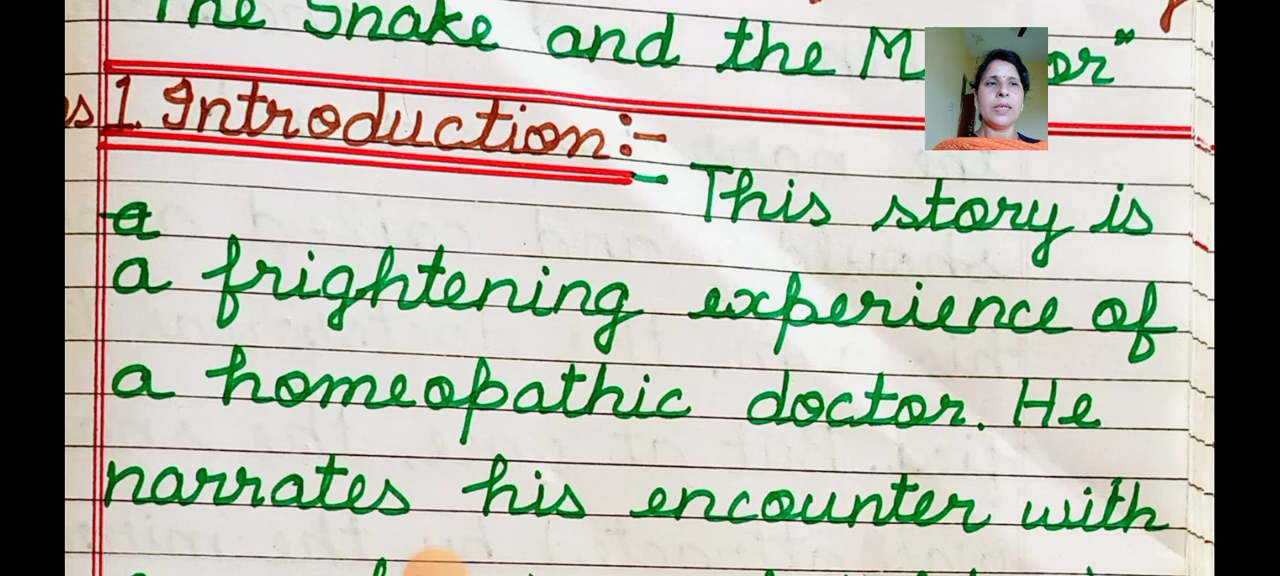 The Snake and the M or"
s 1. Introduction:-
- This story is
a
a frightening experience of
a homeopathic doctor. He
narrates his encounter with